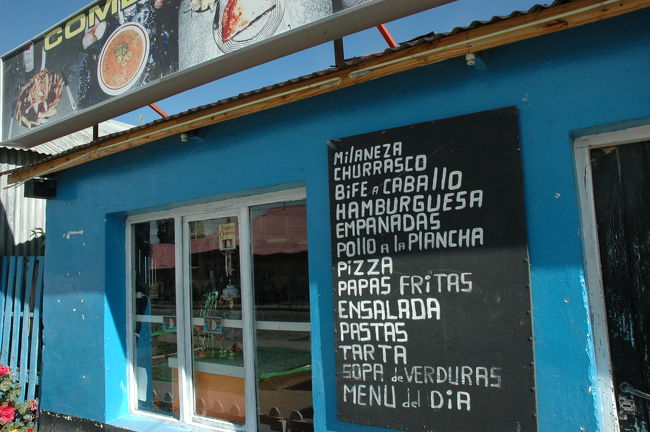 COME
MILANEZA
CHURRASCO
BIFE a CABALLO
HAMBURGUESA
EMPANADAS
POLLO a la PLANCHA
PIZZA
PAPAS FRITAS
ENSALADA
PASTAS
TARTA
SOPA de VERDURAS
MENU del DIA